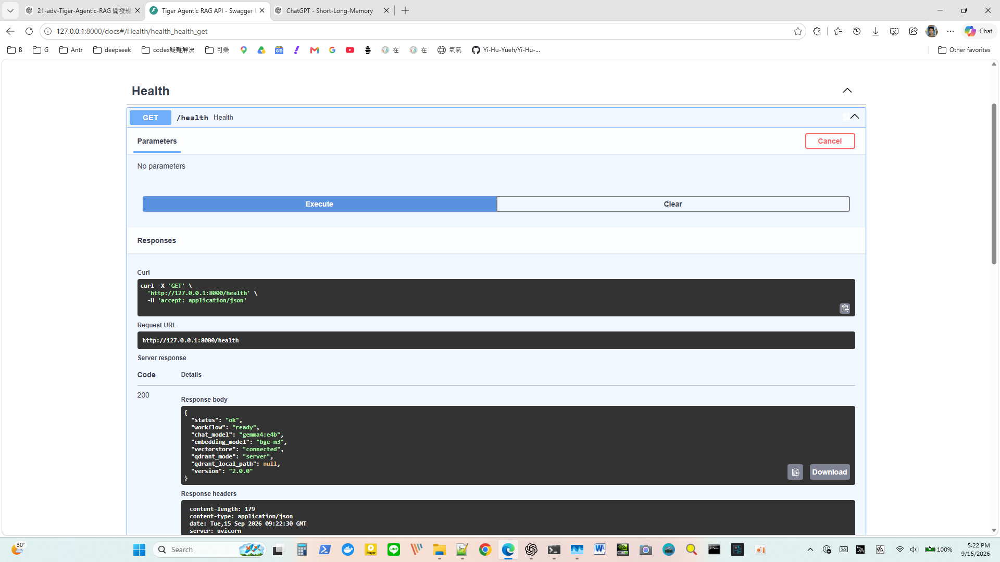 21-adv-Tiger-Agentic-RAG 開發規
Tiger Agentic RAG API - Swagger U
ChatGPT - Short-Long-Memory
127.0.0.1:8000/docs#/Health/health_health_get
Chat
B
G
Antr
deepseek
codex疑難解決
可樂
在
在
氧氣
Yi-Hu-Yueh/Yi-Hu-...
Other favorites
Health
GET
/health
Health
Parameters
Cancel
No parameters
Execute
Clear
Responses
Curl
curl -X 'GET' \
'http://127.0.0.1:8000/health' \
-H 'accept: application/json'
Request URL
http://127.0.0.1:8000/health
Server response
Code
Details
200
Response body
{
"status": "ok",
"workflow": "ready",
"chat_model": "gemma4:e4b",
"embedding_model": "bge-m3",
"vectorstore": "connected",
"qdrant_mode": "server",
"qdrant_local_path": null,
"version": "2.0.0"
}
Download
Response headers
content-length: 179
content-type: application/json
date: Tue,15 Sep 2026 09:22:30 GMT
server: uvicorn
30°
Search
100%
5:22 PM
9/15/2026